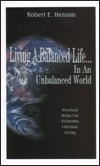 Robert E. Henson
Living A Balanced Life...
In An
Unbalanced World
Practical
Helps For
Victorious
Christian
Living